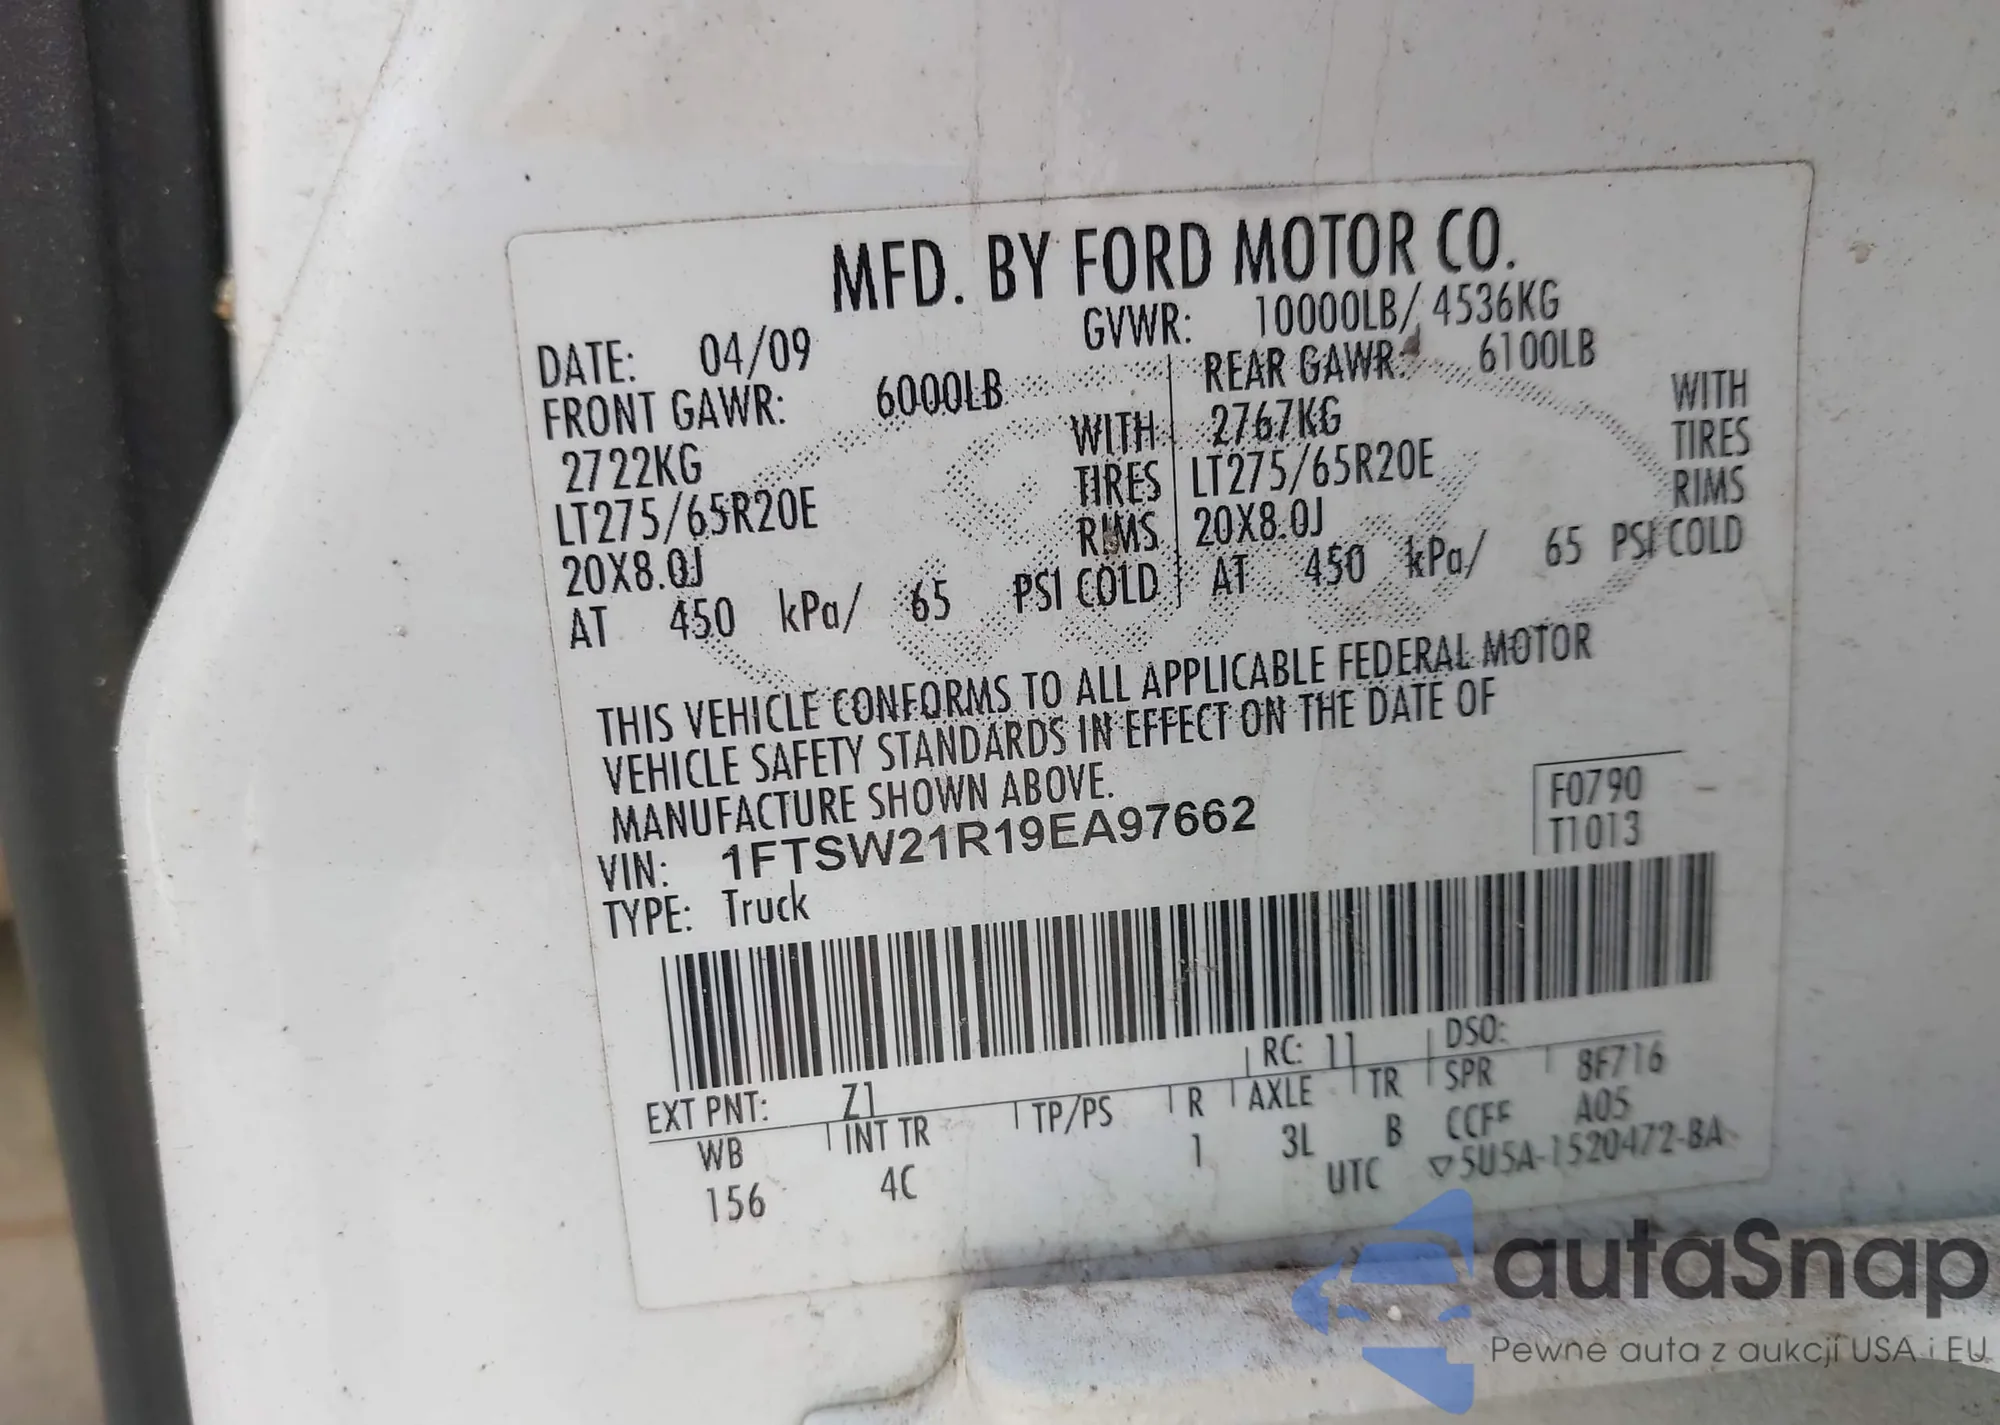 MFD. BY FORD MOTOR CO.
DATE: 04/09 GVWR: 10000LB/ 4536KG
FRONT GAWR: 6000LB REAR GAWR: 6100LB
2722KG WITH 2767KG WITH
LT275/65R20E TIRES LT275/65R20E TIRES
20X8.0J RIMS 20X8.0J RIMS
AT 450 kPa/ 65 PSI COLD AT 450 kPa/ 65 PSI COLD
THIS VEHICLE CONFORMS TO ALL APPLICABLE FEDERAL MOTOR
VEHICLE SAFETY STANDARDS IN EFFECT ON THE DATE OF
MANUFACTURE SHOWN ABOVE.
F0790
VIN: 1FTSW21R19EA97662 T1013
TYPE: Truck
EXT PNT: Z1 RC: 11 DSO:
WB INT TR TP/PS R AXLE TR SPR 8F716
156 4C 1 3L B CCFF A05
UTC ▽5U5A-1520472-BA
autaSnap
Pewne auta z aukcji USA i EU